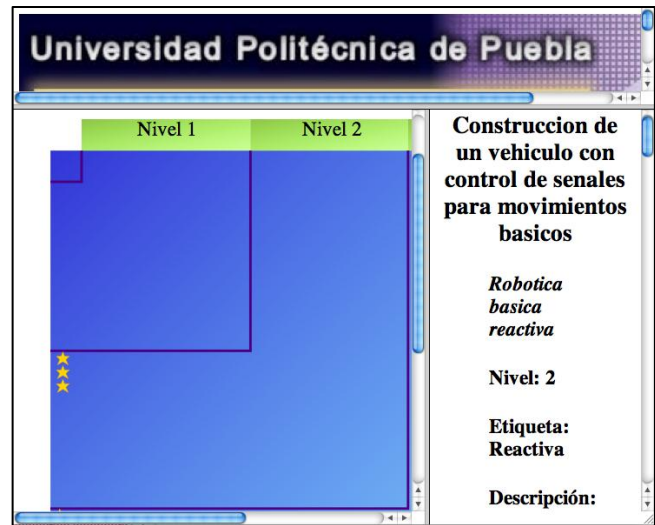 Universidad Politécnica de Puebla
Nivel 1
Nivel 2
Construccion de
un vehiculo con
control de senales
para movimientos
basicos
Robotica
basica
reactiva
Nivel: 2
Etiqueta:
Reactiva
Descripción: